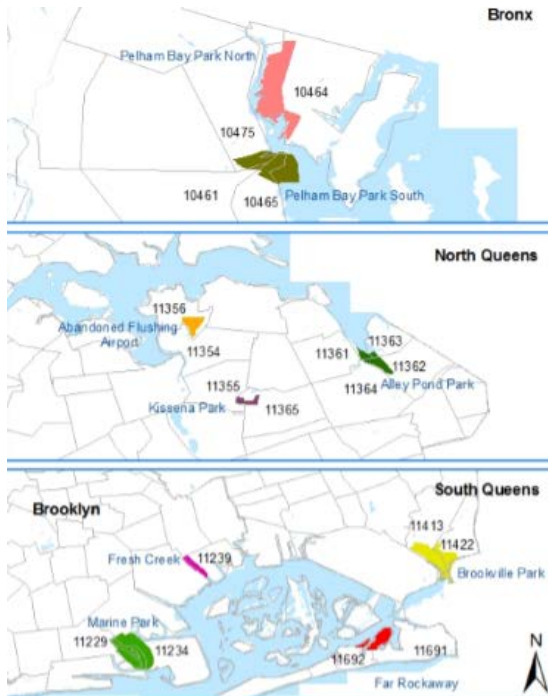 Bronx
Pelham Bay Park North
10464
10475
10461
10465
Pelham Bay Park South
North Queens
11356
Abandoned Flushing
Airport
11354
11363
11361
11362
11364
Alley Pond Park
11355
Kissena Park
11365
South Queens
Brooklyn
11413
11422
Fresh Creek
11239
Brookville Park
Marine Park
11229
11234
11692
11691
Far Rockaway
N